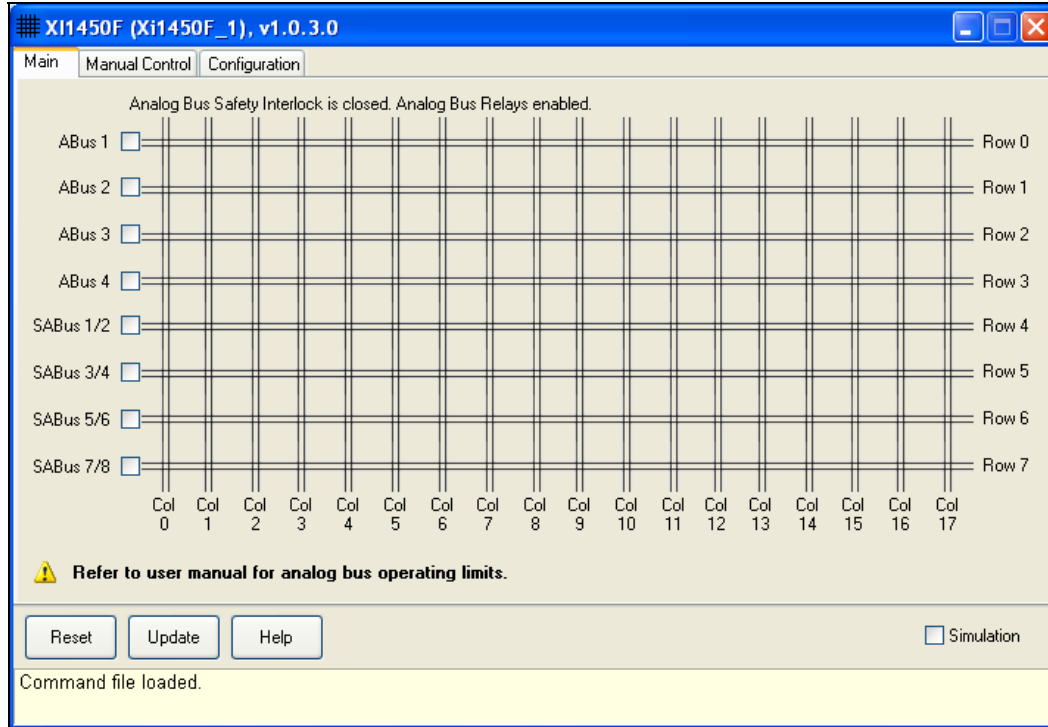 XI1450F (Xi1450F_1), v1.0.3.0
Main Manual Control Configuration
Analog Bus Safety Interlock is closed. Analog Bus Relays enabled.
ABus 1 Row 0
ABus 2 Row 1
ABus 3 Row 2
ABus 4 Row 3
SABus 1/2 Row 4
SABus 3/4 Row 5
SABus 5/6 Row 6
SABus 7/8 Row 7
Col Col Col Col Col Col Col Col Col Col Col Col Col Col Col Col Col Col
0 1 2 3 4 5 6 7 8 9 10 11 12 13 14 15 16 17
Refer to user manual for analog bus operating limits.
Reset Update Help Simulation
Command file loaded.